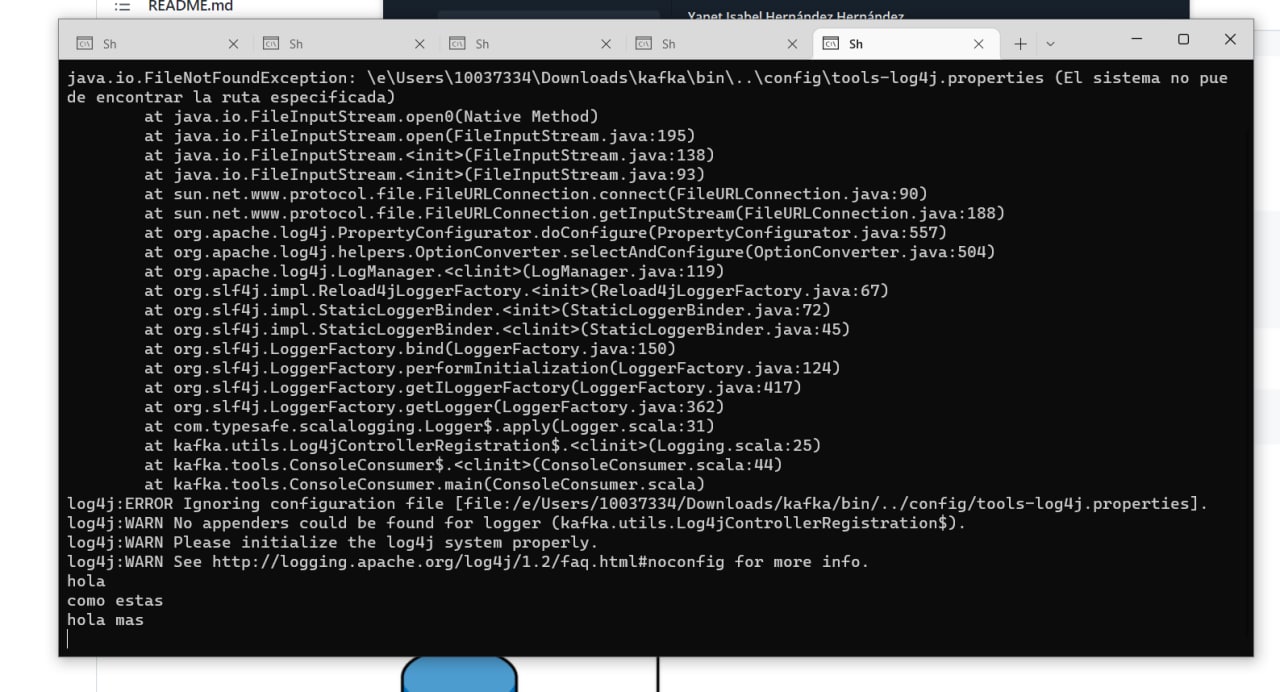 README.md
Yanet Isabel Hernández Hernández
Sh
Sh
Sh
Sh
Sh
java.io.FileNotFoundException: \e\Users\10037334\Downloads\kafka\bin\..\config\tools-log4j.properties (El sistema no pue
de encontrar la ruta especificada)
at java.io.FileInputStream.open0(Native Method)
at java.io.FileInputStream.open(FileInputStream.java:195)
at java.io.FileInputStream.<init>(FileInputStream.java:138)
at java.io.FileInputStream.<init>(FileInputStream.java:93)
at sun.net.www.protocol.file.FileURLConnection.connect(FileURLConnection.java:90)
at sun.net.www.protocol.file.FileURLConnection.getInputStream(FileURLConnection.java:188)
at org.apache.log4j.PropertyConfigurator.doConfigure(PropertyConfigurator.java:557)
at org.apache.log4j.helpers.OptionConverter.selectAndConfigure(OptionConverter.java:504)
at org.apache.log4j.LogManager.<clinit>(LogManager.java:119)
at org.slf4j.impl.Reload4jLoggerFactory.<init>(Reload4jLoggerFactory.java:67)
at org.slf4j.impl.StaticLoggerBinder.<init>(StaticLoggerBinder.java:72)
at org.slf4j.impl.StaticLoggerBinder.<clinit>(StaticLoggerBinder.java:45)
at org.slf4j.LoggerFactory.bind(LoggerFactory.java:150)
at org.slf4j.LoggerFactory.performInitialization(LoggerFactory.java:124)
at org.slf4j.LoggerFactory.getILoggerFactory(LoggerFactory.java:417)
at org.slf4j.LoggerFactory.getLogger(LoggerFactory.java:362)
at com.typesafe.scalalogging.Logger$.apply(Logger.scala:31)
at kafka.utils.Log4jControllerRegistration$.<clinit>(Logging.scala:25)
at kafka.tools.ConsoleConsumer$.<clinit>(ConsoleConsumer.scala:44)
at kafka.tools.ConsoleConsumer.main(ConsoleConsumer.scala)
log4j:ERROR Ignoring configuration file [file:/e/Users/10037334/Downloads/kafka/bin/../config/tools-log4j.properties].
log4j:WARN No appenders could be found for logger (kafka.utils.Log4jControllerRegistration$).
log4j:WARN Please initialize the log4j system properly.
log4j:WARN See http://logging.apache.org/log4j/1.2/faq.html#noconfig for more info.
hola
como estas
hola mas